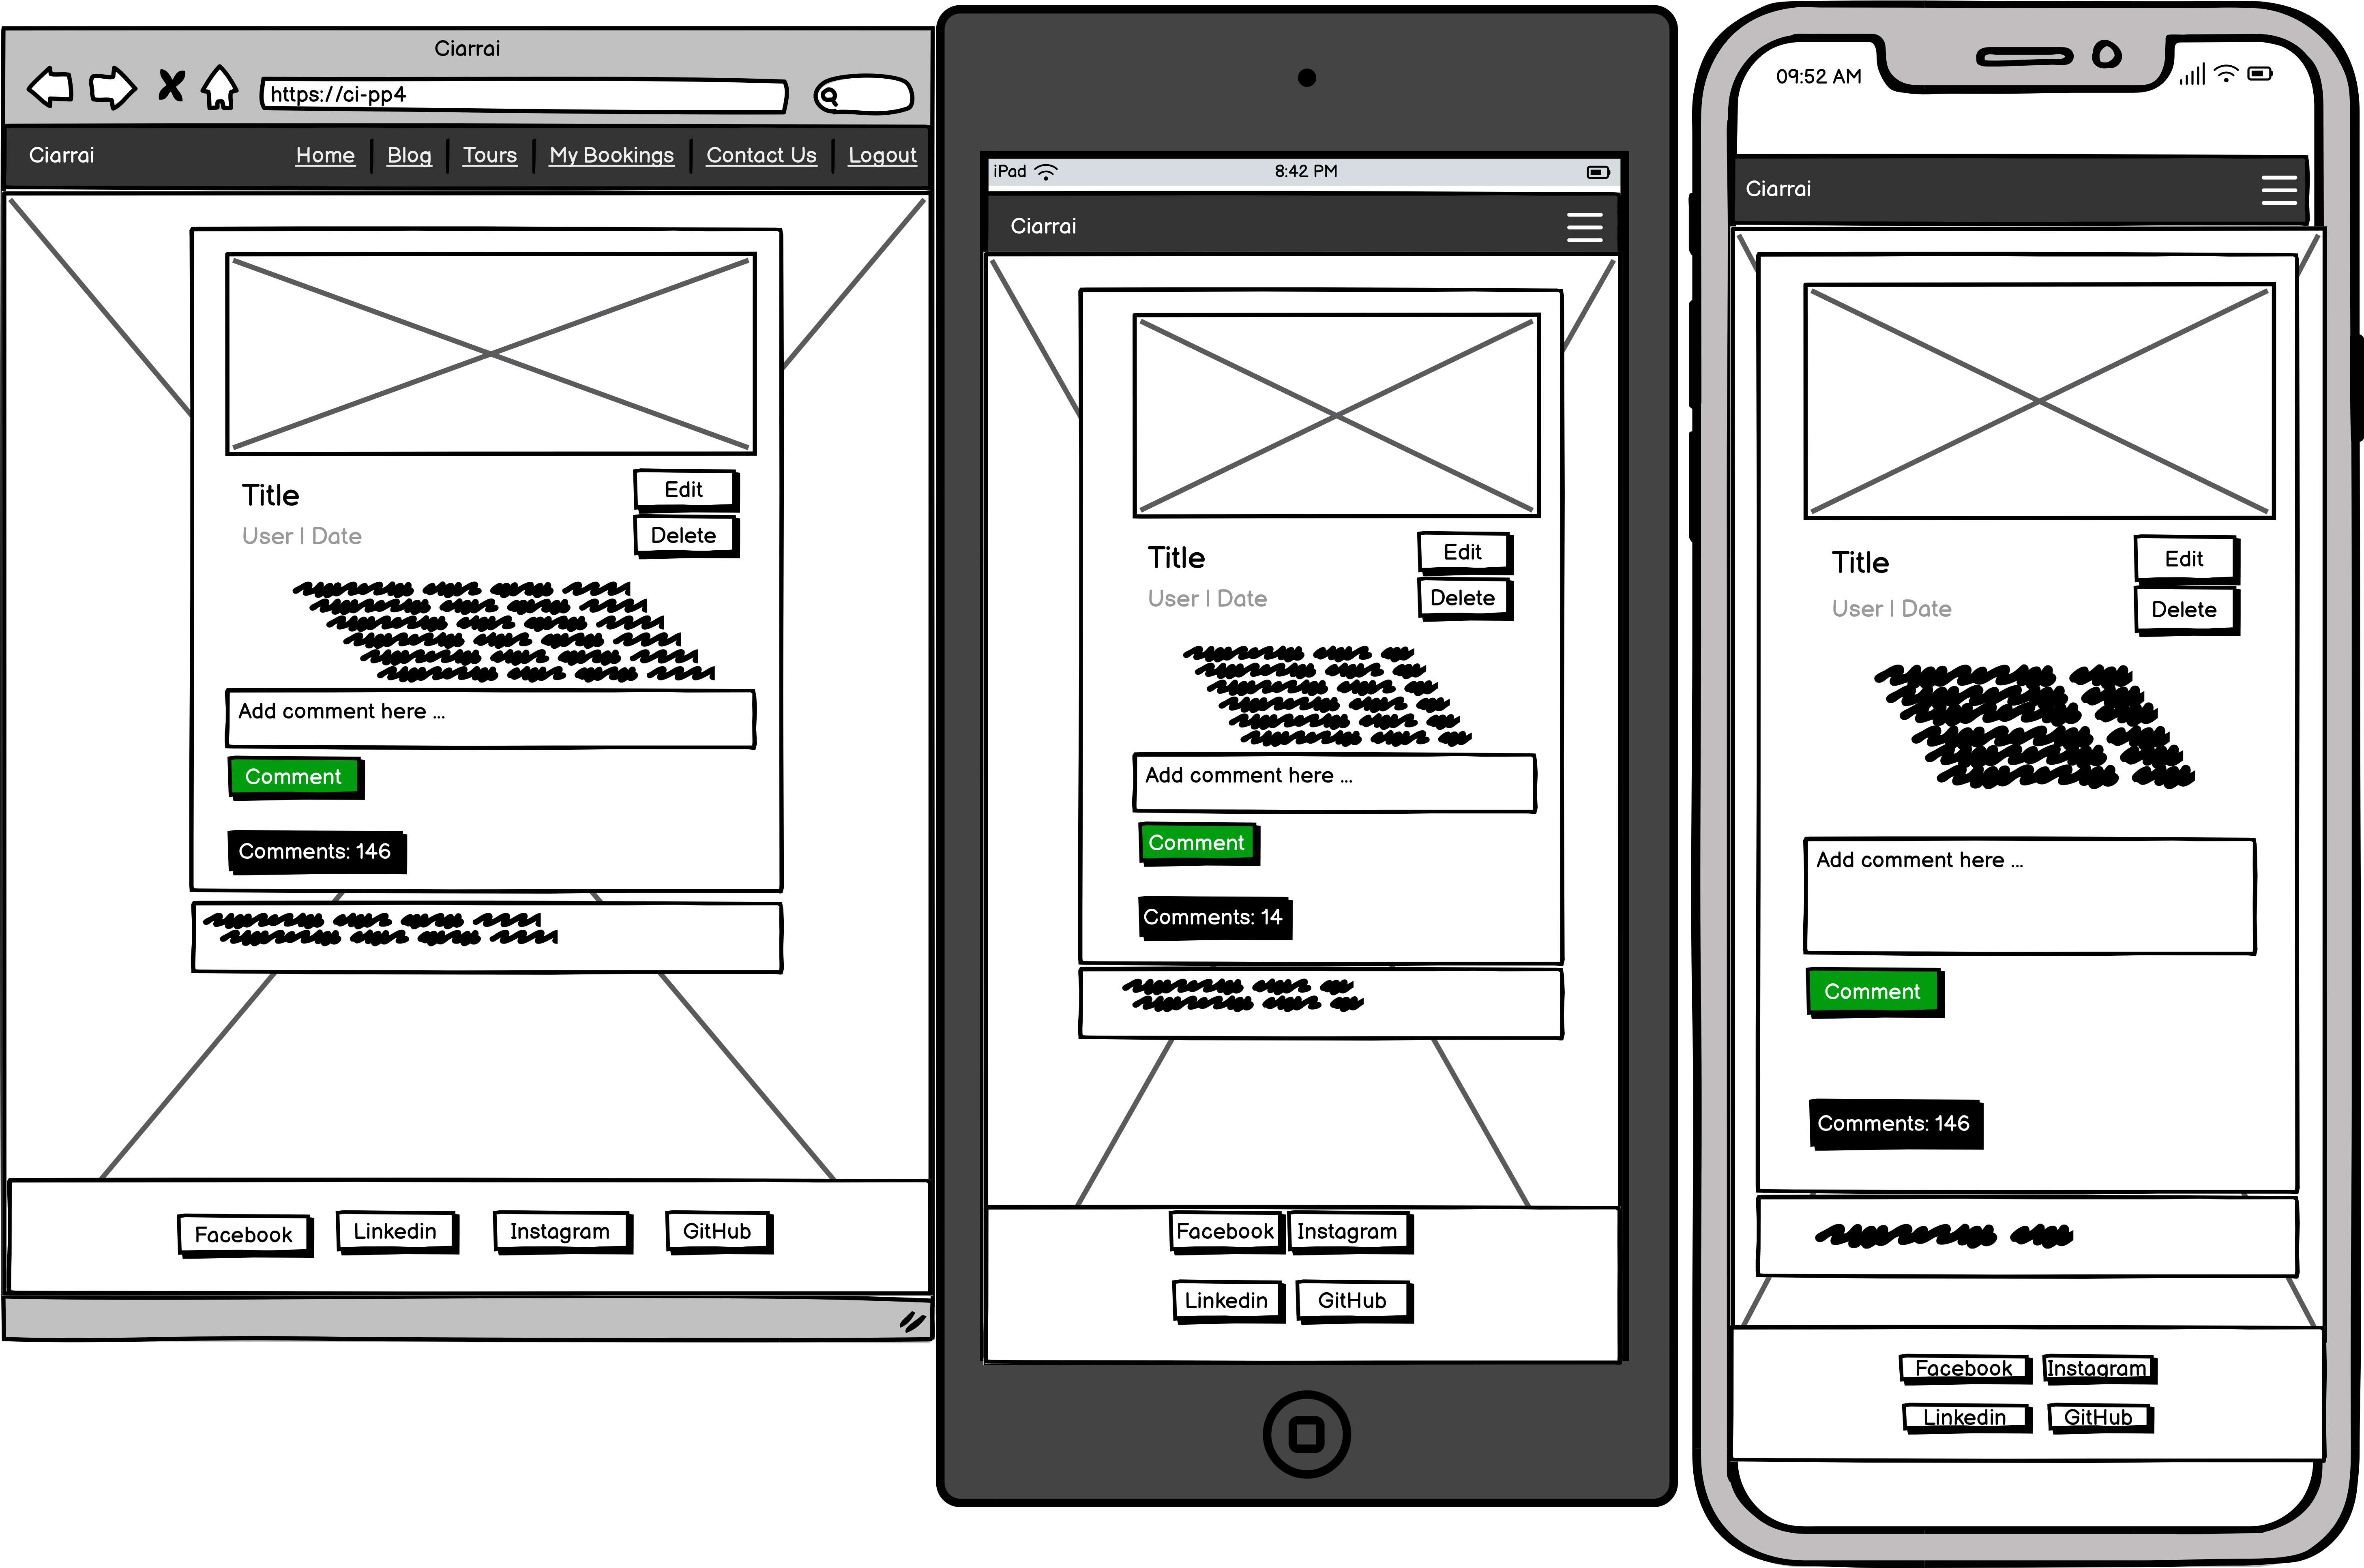 Ciarrai
https://ci-pp4
Ciarrai Home Blog Tours My Bookings Contact Us Logout
Title
Edit
User | Date
Delete
Add comment here ...
Comment
Comments: 146
Facebook Linkedin Instagram GitHub
iPad 8:42 PM
Ciarrai
Title
Edit
User | Date
Delete
Add comment here ...
Comment
Comments: 14
Facebook Instagram
Linkedin GitHub
09:52 AM
Ciarrai
Title
Edit
User | Date
Delete
Add comment here ...
Comment
Comments: 146
Facebook Instagram
Linkedin GitHub